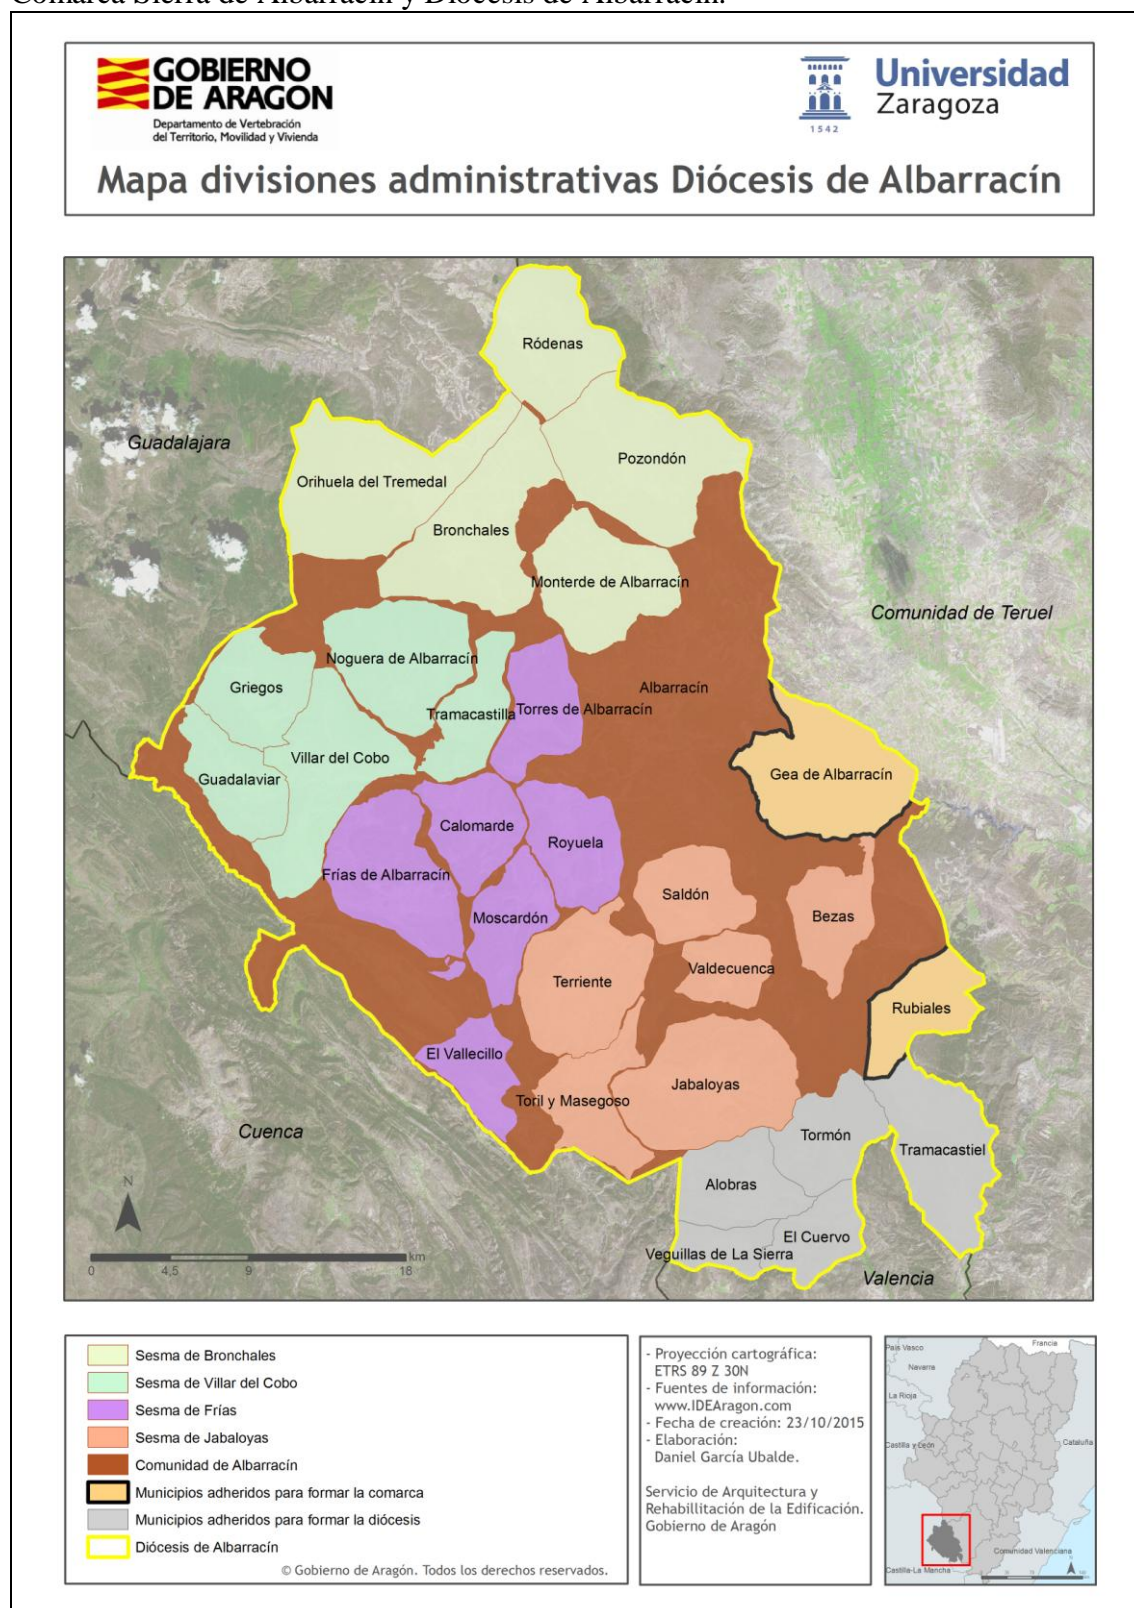 Comarca Sierra de Albarracín y Diócesis de Albarracín.
GOBIERNO
DE ARAGON
Departamento de Vertebración
del Territorio, Movilidad y Vivienda
1542
Universidad
Zaragoza
Mapa divisiones administrativas Diócesis de Albarracín
Ródenas
Guadalajara
Pozondón
Orihuela del Tremedal
Bronchales
Monterde de Albarracín
Comunidad de Teruel
Noguera de Albarracín
Griegos
Albarracín
Tramacastilla
Torres de Albarracín
Villar del Cobo
Guadalaviar
Gea de Albarracín
Calomarde
Royuela
Frías de Albarracín
Saldón
Moscardón
Bezas
Valdecuenca
Terriente
Rubiales
El Vallecillo
Jabaloyas
Toril y Masegoso
Cuenca
Tormón
Tramacastiel
Alobras
El Cuervo
Veguillas de La Sierra
Valencia
N
km
0 4,5 9 18
Sesma de Bronchales
Sesma de Villar del Cobo
Sesma de Frías
Sesma de Jabaloyas
Comunidad de Albarracín
Municipios adheridos para formar la comarca
Municipios adheridos para formar la diócesis
Diócesis de Albarracín
© Gobierno de Aragón. Todos los derechos reservados.
- Proyección cartográfica:
ETRS 89 Z 30N
- Fuentes de información:
www.IDEAragon.com
- Fecha de creación: 23/10/2015
- Elaboración:
Daniel García Ubalde.
Servicio de Arquitectura y
Rehabillitación de la Edificación.
Gobierno de Aragón
Francia
País Vasco
Navarra
La Rioja
Castilla y León
Cataluña
Comunidad Valenciana
Castilla-La Mancha